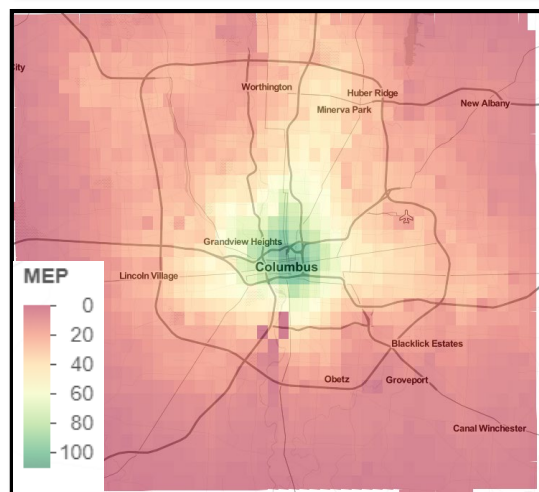 ity
Worthington
Huber Ridge
Minerva Park
New Albany
Grandview Heights
Columbus
Lincoln Village
MEP
0
20
40
60
80
100
Blacklick Estates
Obetz
Groveport
Canal Winchester